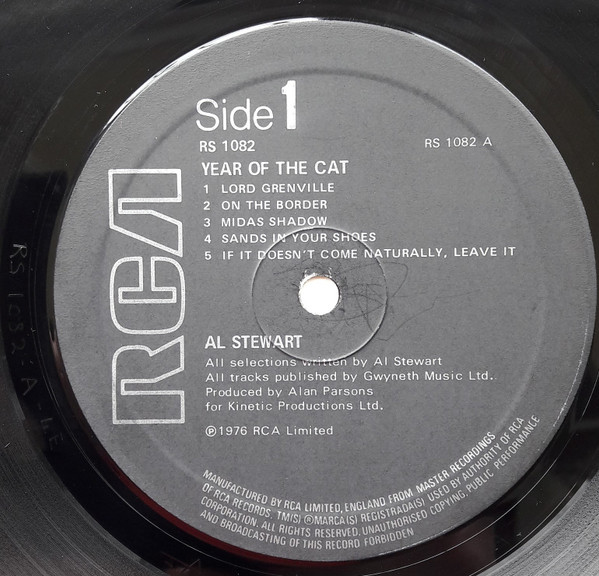 Side 1
RS 1082
RS 1082 A
YEAR OF THE CAT
1 LORD GRENVILLE
2 ON THE BORDER
3 MIDAS SHADOW
4 SANDS IN YOUR SHOES
5 IF IT DOESN'T COME NATURALLY, LEAVE IT
RCA
AL STEWART
All selections written by Al Stewart
All tracks published by Gwyneth Music Ltd.
Produced by Alan Parsons
for Kinetic Productions Ltd.
℗1976 RCA Limited
MANUFACTURED BY RCA LIMITED, ENGLAND FROM MASTER RECORDINGS
OF RCA RECORDS. TM(S) ® MARCA(S) REGISTRADA(S) USED BY AUTHORITY OF RCA
CORPORATION. ALL RIGHTS RESERVED. UNAUTHORISED COPYING, PUBLIC PERFORMANCE
AND BROADCASTING OF THIS RECORD FORBIDDEN